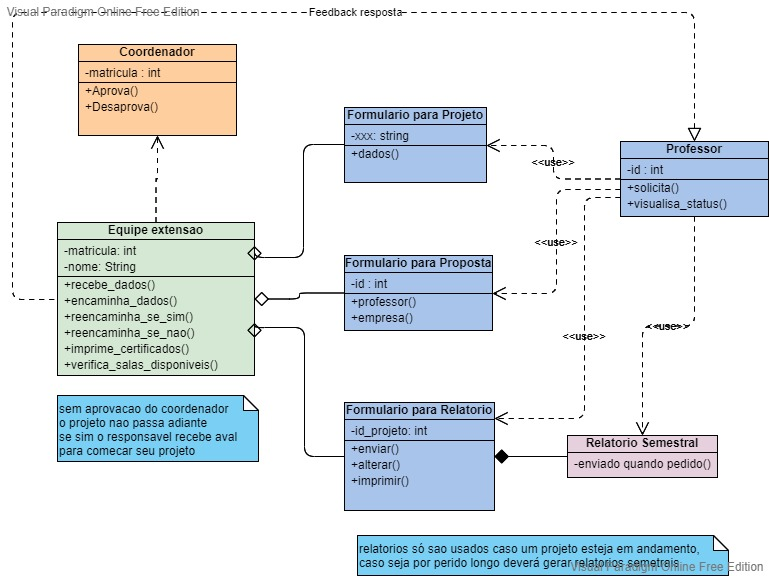 Visual Paradigm Online Free Edition
Feedback resposta
Coordenador
-matricula : int
+Aprova()
+Desaprova()
Formulario para Projeto
-xxx: string
+dados()
Professor
-id : int
+solicita()
+visualisa_status()
<<use>>
Equipe extensao
-matricula: int
-nome: String
+recebe_dados()
+encaminha_dados()
+reencaminha_se_sim()
+reencaminha_se_nao()
+imprime_certificados()
+verifica_salas_disponiveis()
<<use>>
Formulario para Proposta
-id : int
+professor()
+empresa()
<<use>>
<<use>>
sem aprovacao do coordenador
o projeto nao passa adiante
se sim o responsavel recebe aval
para comecar seu projeto
Formulario para Relatorio
-id_projeto: int
+enviar()
+alterar()
+imprimir()
Relatorio Semestral
-enviado quando pedido()
relatorios só sao usados caso um projeto esteja em andamento,
caso seja por perido longo deverá gerar relatorios semetrais
Visual Paradigm Online Free Edition